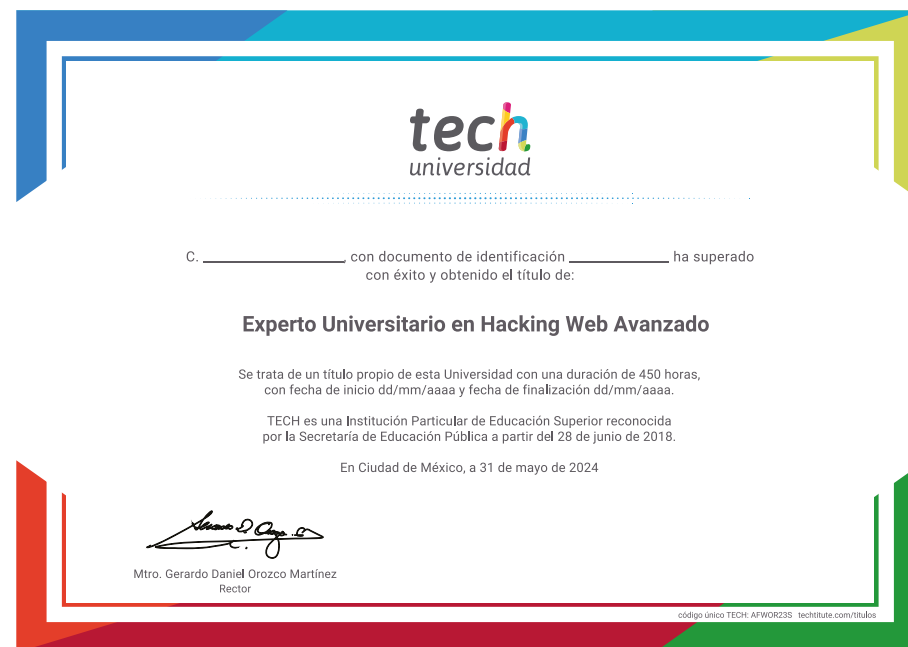 tech
universidad
C. ____________________, con documento de identificación ______________ ha superado
con éxito y obtenido el título de:
Experto Universitario en Hacking Web Avanzado
Se trata de un título propio de esta Universidad con una duración de 450 horas,
con fecha de inicio dd/mm/aaaa y fecha de finalización dd/mm/aaaa.
TECH es una Institución Particular de Educación Superior reconocida
por la Secretaría de Educación Pública a partir del 28 de junio de 2018.
En Ciudad de México, a 31 de mayo de 2024
Mtro. Gerardo Daniel Orozco Martínez
Rector
código único TECH: AFWOR23S techtitute.com/titulos